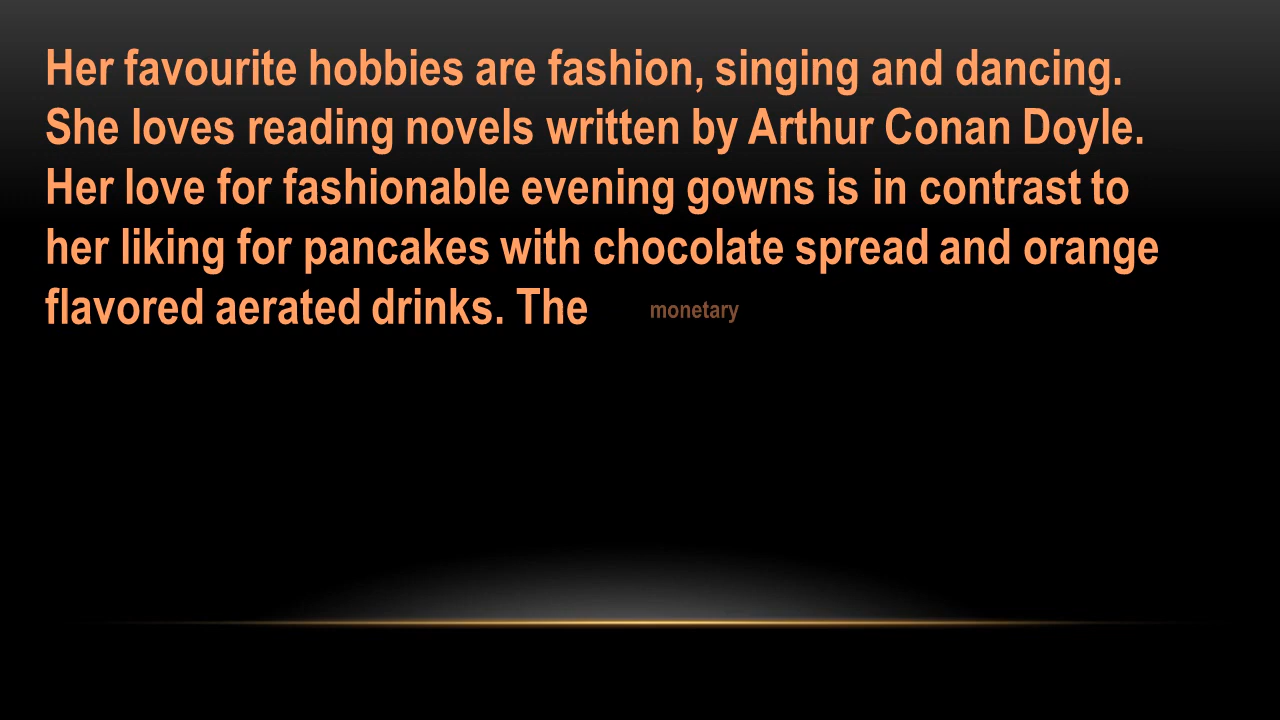 Her favourite hobbies are fashion, singing and dancing.
She loves reading novels written by Arthur Conan Doyle.
Her love for fashionable evening gowns is in contrast to
her liking for pancakes with chocolate spread and orange
flavored aerated drinks. The monetary